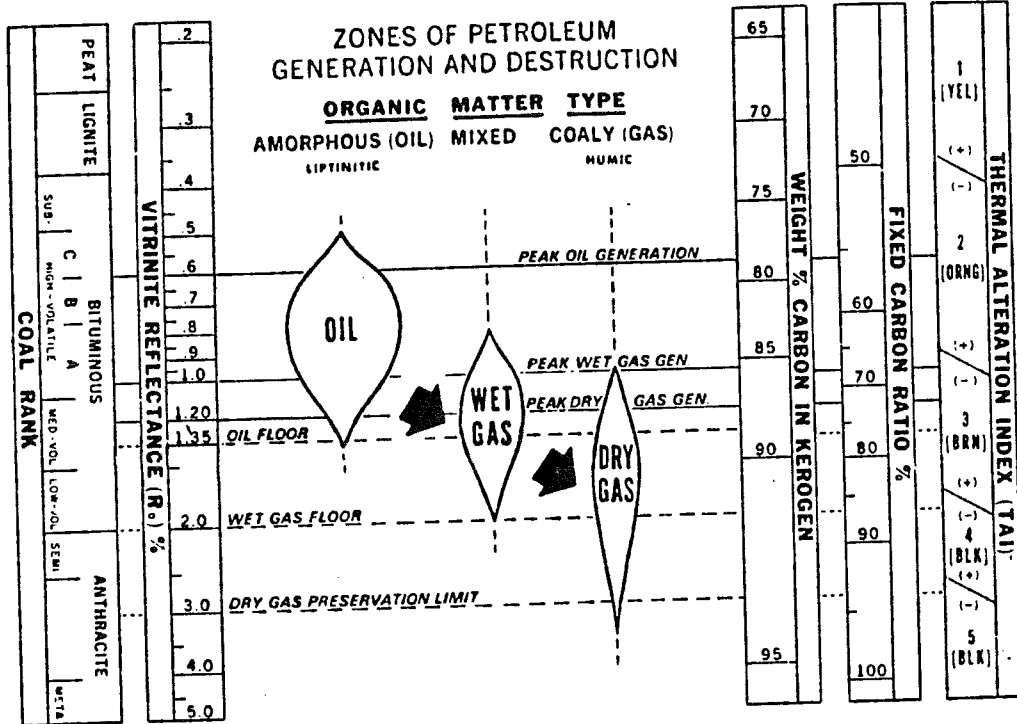 ZONES OF PETROLEUM
GENERATION AND DESTRUCTION
ORGANIC MATTER TYPE
AMORPHOUS (OIL) MIXED COALY (GAS)
LIPTINITIC HUMIC
COAL RANK
PEAT
LIGNITE
SUB-
BITUMINOUS
HIGH-VOLATILE
C | B | A
MED-VOL
LOW-VOL
SEMI
ANTHRACITE
META
VITRINITE REFLECTANCE (Ro) %
.2
.3
.4
.5
.6
.7
.8
.9
1.0
1.20
1.35
2.0
3.0
4.0
5.0
PEAK OIL GENERATION
OIL
PEAK WET GAS GEN
WET
GAS
PEAK DRY GAS GEN.
OIL FLOOR
DRY
GAS
WET GAS FLOOR
DRY GAS PRESERVATION LIMIT
65
70
75
80
85
90
95
WEIGHT % CARBON IN KEROGEN
50
60
70
80
90
100
FIXED CARBON RATIO %
1
(YEL)
(+)
(-)
2
(ORNG)
(+)
(-)
3
(BRN)
(+)
(-)
4
(BLK)
(+)
(-)
5
(BLK)
THERMAL ALTERATION INDEX (TAI)